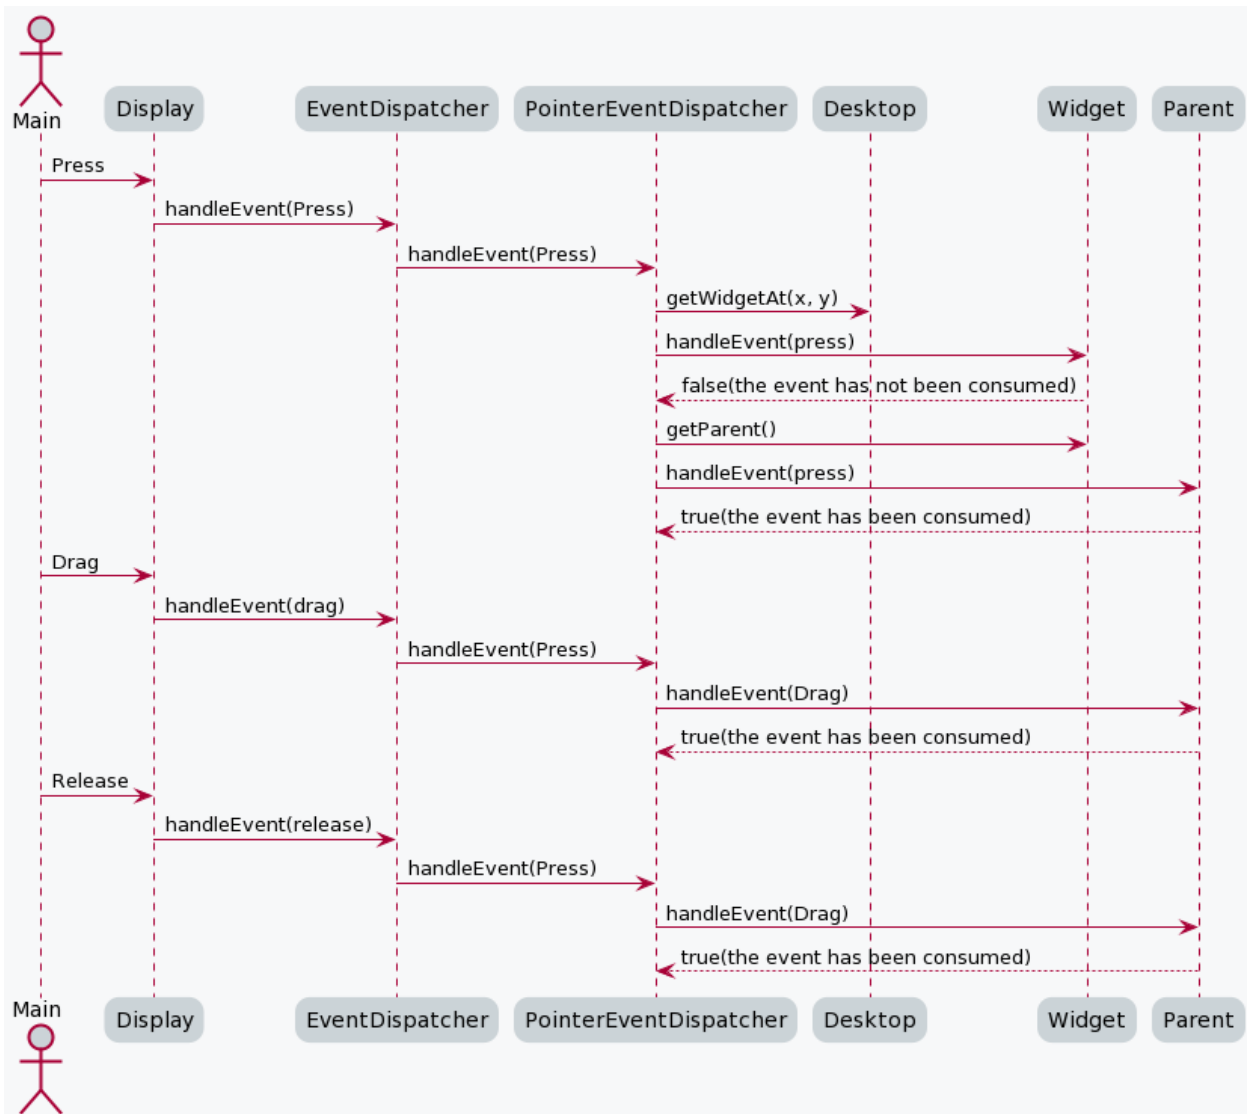 Main
Display
EventDispatcher
PointerEventDispatcher
Desktop
Widget
Parent
Press
handleEvent(Press)
handleEvent(Press)
getWidgetAt(x, y)
handleEvent(press)
false(the event has not been consumed)
getParent()
handleEvent(press)
true(the event has been consumed)
Drag
handleEvent(drag)
handleEvent(Press)
handleEvent(Drag)
true(the event has been consumed)
Release
handleEvent(release)
handleEvent(Press)
handleEvent(Drag)
true(the event has been consumed)
Main
Display
EventDispatcher
PointerEventDispatcher
Desktop
Widget
Parent